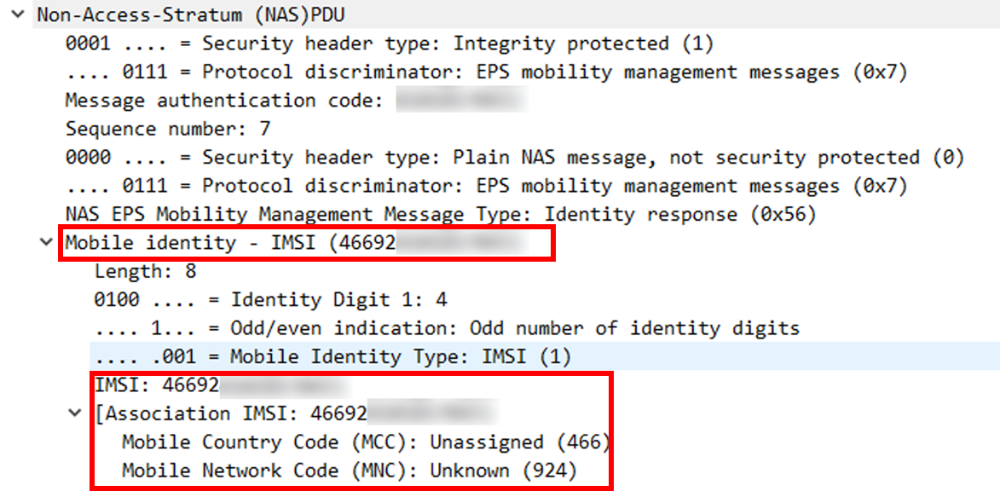 Non-Access-Stratum (NAS)PDU
0001 .... = Security header type: Integrity protected (1)
.... 0111 = Protocol discriminator: EPS mobility management messages (0x7)
Message authentication code:
Sequence number: 7
0000 .... = Security header type: Plain NAS message, not security protected (0)
.... 0111 = Protocol discriminator: EPS mobility management messages (0x7)
NAS EPS Mobility Management Message Type: Identity response (0x56)
Mobile identity - IMSI (46692
Length: 8
0100 .... = Identity Digit 1: 4
.... 1... = Odd/even indication: Odd number of identity digits
.... .001 = Mobile Identity Type: IMSI (1)
IMSI: 46692
[Association IMSI: 46692
Mobile Country Code (MCC): Unassigned (466)
Mobile Network Code (MNC): Unknown (924)